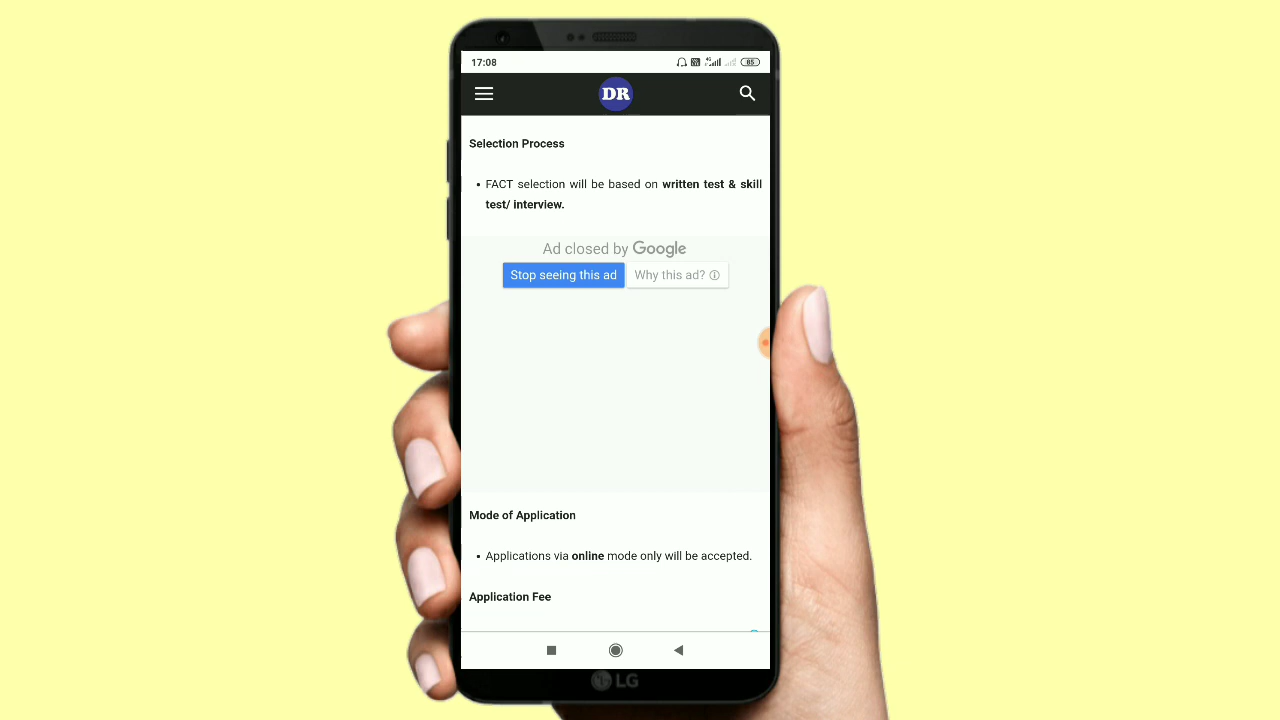 17:08
85
DR
Selection Process
• FACT selection will be based on written test & skill
test/ interview.
Ad closed by Google
Stop seeing this ad
Why this ad?
Mode of Application
• Applications via online mode only will be accepted.
Application Fee
LG